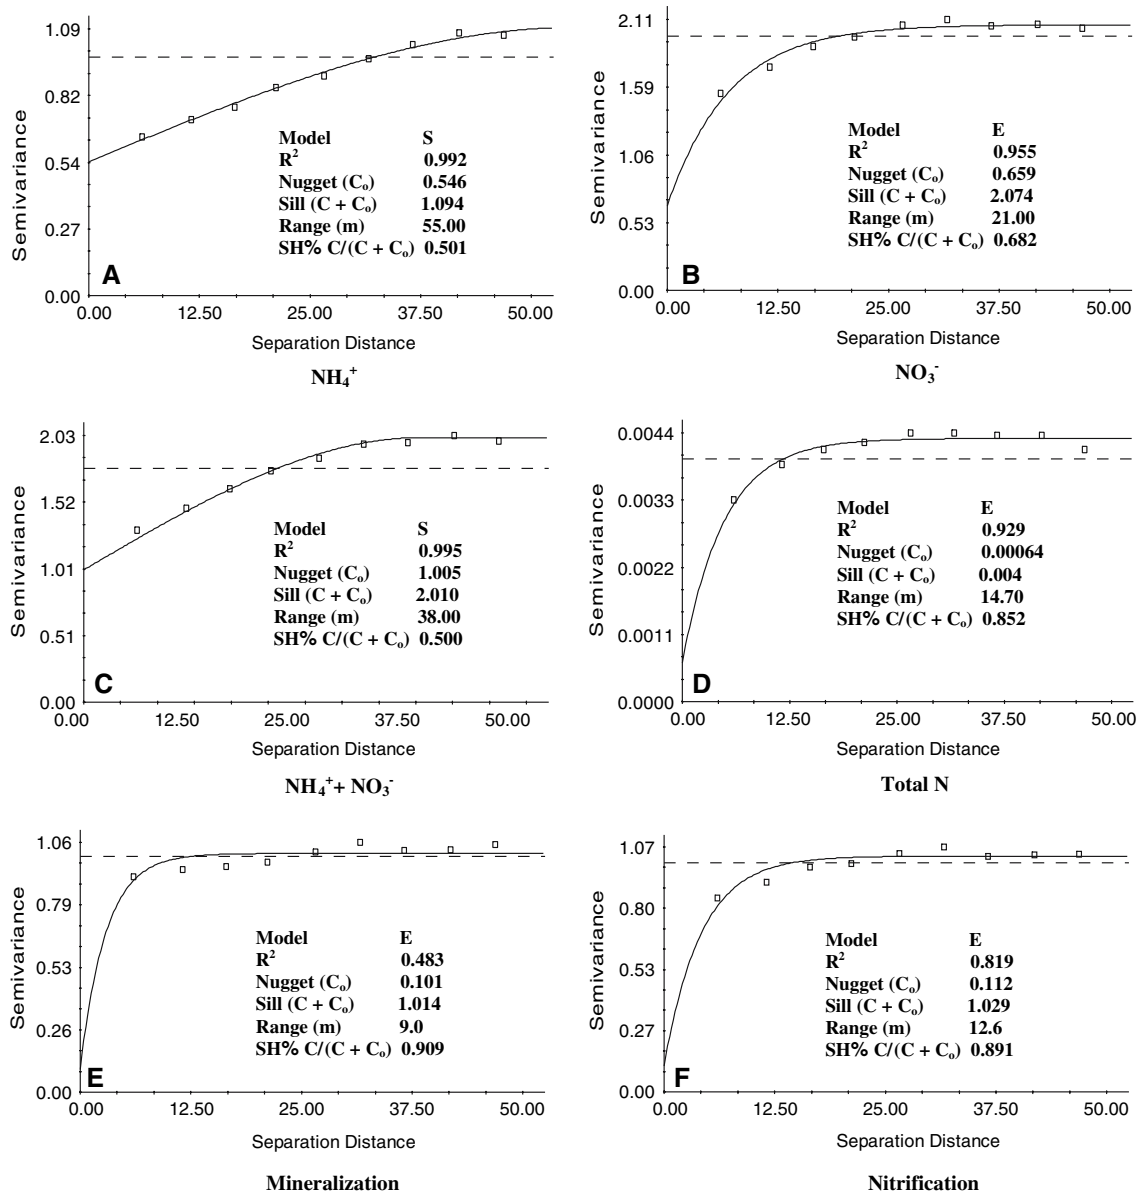 1.09
0.82
0.54
0.27
0.00
Semivariance
Model S
R² 0.992
Nugget (Cₒ) 0.546
Sill (C + Cₒ) 1.094
Range (m) 55.00
SH% C/(C + Cₒ) 0.501
A
0.00 12.50 25.00 37.50 50.00
Separation Distance
NH₄⁺
2.11
1.59
1.06
0.53
0.00
Semivariance
Model E
R² 0.955
Nugget (Cₒ) 0.659
Sill (C + Cₒ) 2.074
Range (m) 21.00
SH% C/(C + Cₒ) 0.682
B
0.00 12.50 25.00 37.50 50.00
Separation Distance
NO₃⁻
2.03
1.52
1.01
0.51
0.00
Semivariance
Model S
R² 0.995
Nugget (Cₒ) 1.005
Sill (C + Cₒ) 2.010
Range (m) 38.00
SH% C/(C + Cₒ) 0.500
C
0.00 12.50 25.00 37.50 50.00
Separation Distance
NH₄⁺+ NO₃⁻
0.0044
0.0033
0.0022
0.0011
0.0000
Semivariance
Model E
R² 0.929
Nugget (Cₒ) 0.00064
Sill (C + Cₒ) 0.004
Range (m) 14.70
SH% C/(C + Cₒ) 0.852
D
0.00 12.50 25.00 37.50 50.00
Separation Distance
Total N
1.06
0.79
0.53
0.26
0.00
Semivariance
Model E
R² 0.483
Nugget (Cₒ) 0.101
Sill (C + Cₒ) 1.014
Range (m) 9.0
SH% C/(C + Cₒ) 0.909
E
0.00 12.50 25.00 37.50 50.00
Separation Distance
Mineralization
1.07
0.80
0.53
0.27
0.00
Semivariance
Model E
R² 0.819
Nugget (Cₒ) 0.112
Sill (C + Cₒ) 1.029
Range (m) 12.6
SH% C/(C + Cₒ) 0.891
F
0.00 12.50 25.00 37.50 50.00
Separation Distance
Nitrification